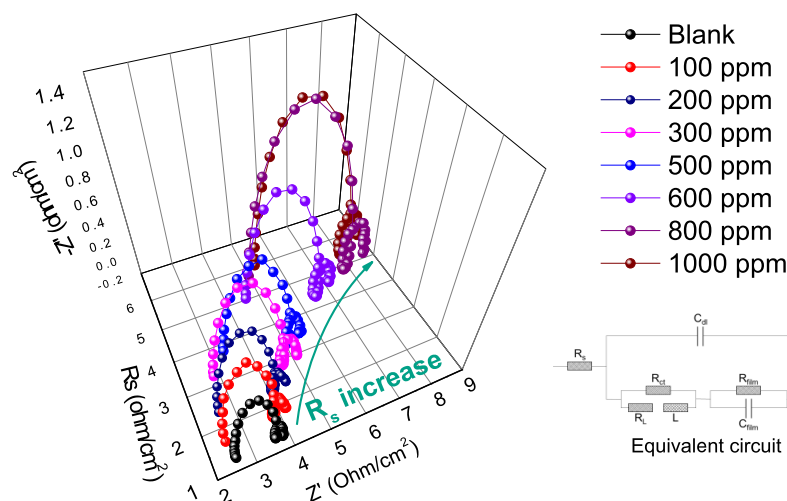 Blank
100 ppm
200 ppm
300 ppm
500 ppm
600 ppm
800 ppm
1000 ppm
1.4
1.2
1.0
0.8
0.6
0.4
0.2
0.0
-0.2
-Z'' (ohm/cm²)
6
5
4
3
2
1
Rs (ohm/cm²)
2
3
4
5
6
7
8
9
Z' (Ohm/cm²)
Rs increase
Cdl
Rs
Rct
Rfilm
RL
L
Cfilm
Equivalent circuit